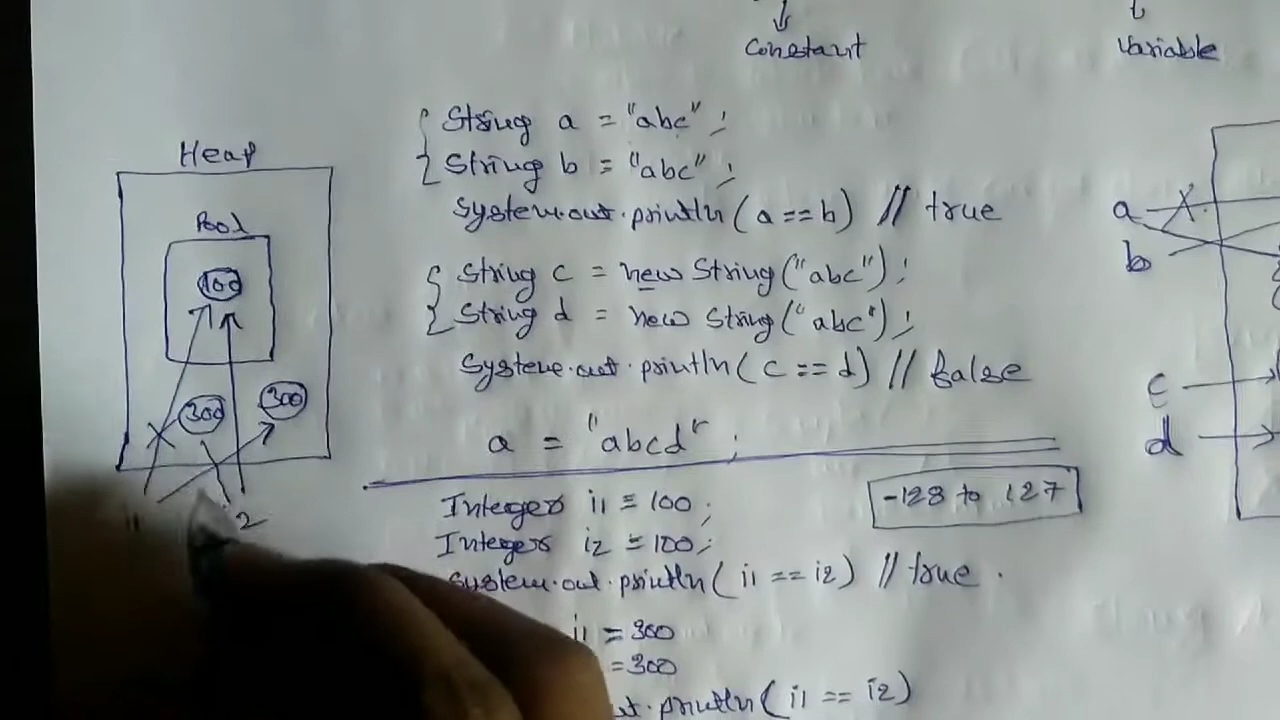 Constant
Variable
String a = "abc";
String b = "abc";
System.out.println(a==b) // true
String c = new String("abc");
String d = new String("abc");
System.out.println(c==d) // false
a = "abcd";
Heap
Pool
100
300
300
i1
i2
a
b
c
d
Integer i1 = 100;
Integer i2 = 100;
-128 to 127
System.out.println(i1 == i2) // true.
i1 = 300
= 300
.println(i1 == i2)